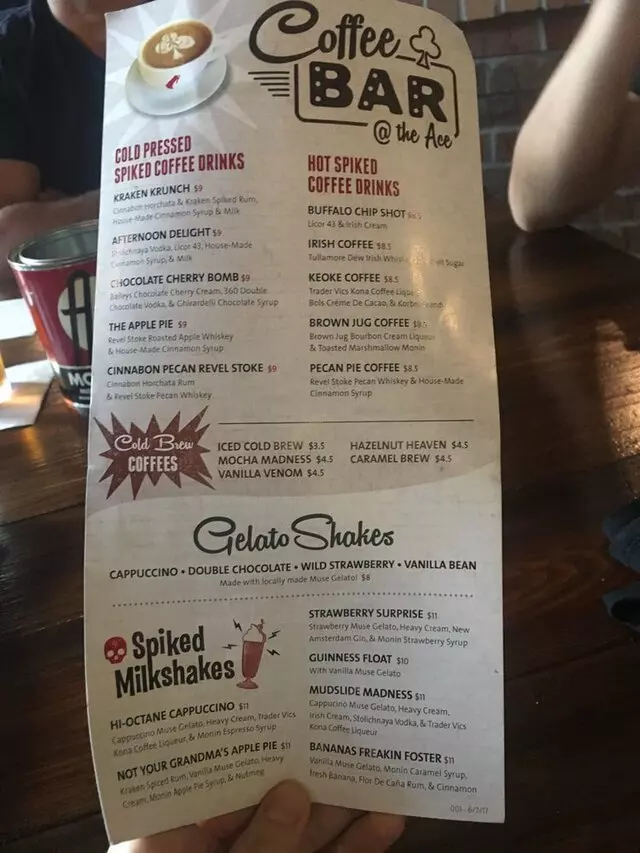 Coffee
BAR
@ the Ace
COLD PRESSED
SPIKED COFFEE DRINKS
KRAKEN KRUNCH $9
Cinnabon Horchata & Kraken Spiked Rum,
House-Made Cinnamon Syrup & Milk
AFTERNOON DELIGHT $9
Stolichnaya Vodka, Licor 43, House-Made
Cinnamon Syrup, & Milk
CHOCOLATE CHERRY BOMB $9
Baileys Chocolate Cherry Cream, 360 Double
Chocolate Vodka, & Ghirardelli Chocolate Syrup
THE APPLE PIE $9
Revel Stoke Roasted Apple Whiskey
& House-Made Cinnamon Syrup
CINNABON PECAN REVEL STOKE $9
Cinnabon Horchata Rum
& Revel Stoke Pecan Whiskey
HOT SPIKED
COFFEE DRINKS
BUFFALO CHIP SHOT
Licor 43 & Irish Cream
IRISH COFFEE $8.5
Tullamore Dew Irish Sugar
KEOKE COFFEE $8.5
Trader Vics Kona Coffee
Bols Crème De Cacao, &
BROWN JUG COFFEE $8.5
Brown Jug Bourbon Cream Liqueur
& Toasted Marshmallow Monin
PECAN PIE COFFEE $8.5
Revel Stoke Pecan Whiskey & House-Made
Cinnamon Syrup
Cold Brew
COFFEES
ICED COLD BREW $3.5
MOCHA MADNESS $4.5
VANILLA VENOM $4.5
HAZELNUT HEAVEN $4.5
CARAMEL BREW $4.5
Gelato Shakes
CAPPUCCINO • DOUBLE CHOCOLATE • WILD STRAWBERRY • VANILLA BEAN
Made with locally made Muse Gelato! $8
Spiked
Milkshakes
HI-OCTANE CAPPUCCINO $11
Cappuccino Muse Gelato, Heavy Cream, Trader Vics
Kona Coffee Liqueur, & Monin Espresso Syrup
NOT YOUR GRANDMA'S APPLE PIE $11
Kraken Spiced Rum, Vanilla Muse Gelato, Heavy
Cream, Monin Apple Pie Syrup, & Nutmeg
STRAWBERRY SURPRISE $11
Strawberry Muse Gelato, Heavy Cream, New
Amsterdam Gin, & Monin Strawberry Syrup
GUINNESS FLOAT $10
With Vanilla Muse Gelato
MUDSLIDE MADNESS $11
Cappucino Muse Gelato, Heavy Cream,
Irish Cream, Stolichnaya Vodka, & Trader Vics
Kona Coffee Liqueur
BANANAS FREAKIN FOSTER $11
Vanilla Muse Gelato, Monin Caramel Syrup,
Fresh Banana, Flor De Caña Rum, & Cinnamon
001 - 6/2/17